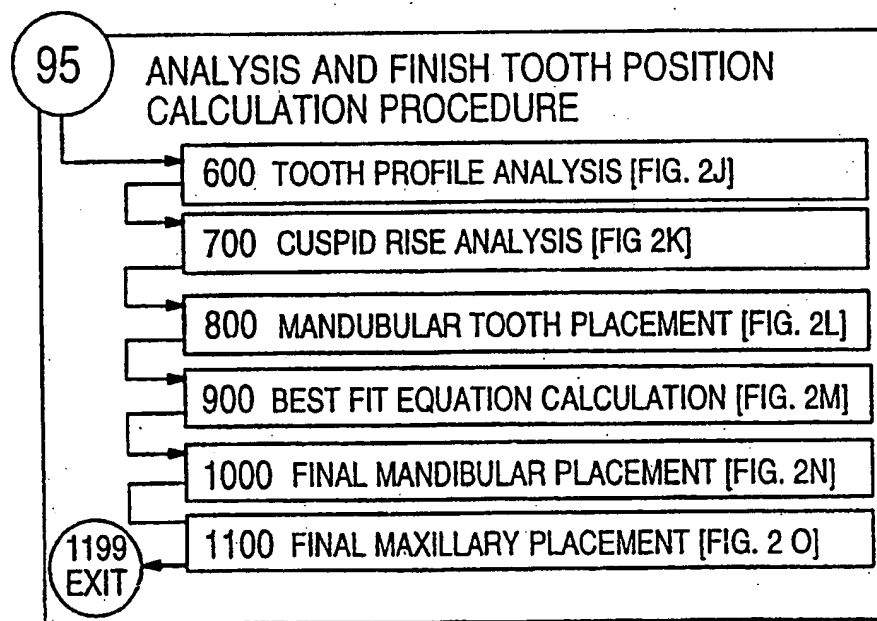 95
ANALYSIS AND FINISH TOOTH POSITION
CALCULATION PROCEDURE
600 TOOTH PROFILE ANALYSIS [FIG. 2J]
700 CUSPID RISE ANALYSIS [FIG 2K]
800 MANDUBULAR TOOTH PLACEMENT [FIG. 2L]
900 BEST FIT EQUATION CALCULATION [FIG. 2M]
1000 FINAL MANDIBULAR PLACEMENT [FIG. 2N]
1100 FINAL MAXILLARY PLACEMENT [FIG. 2 O]
1199
EXIT